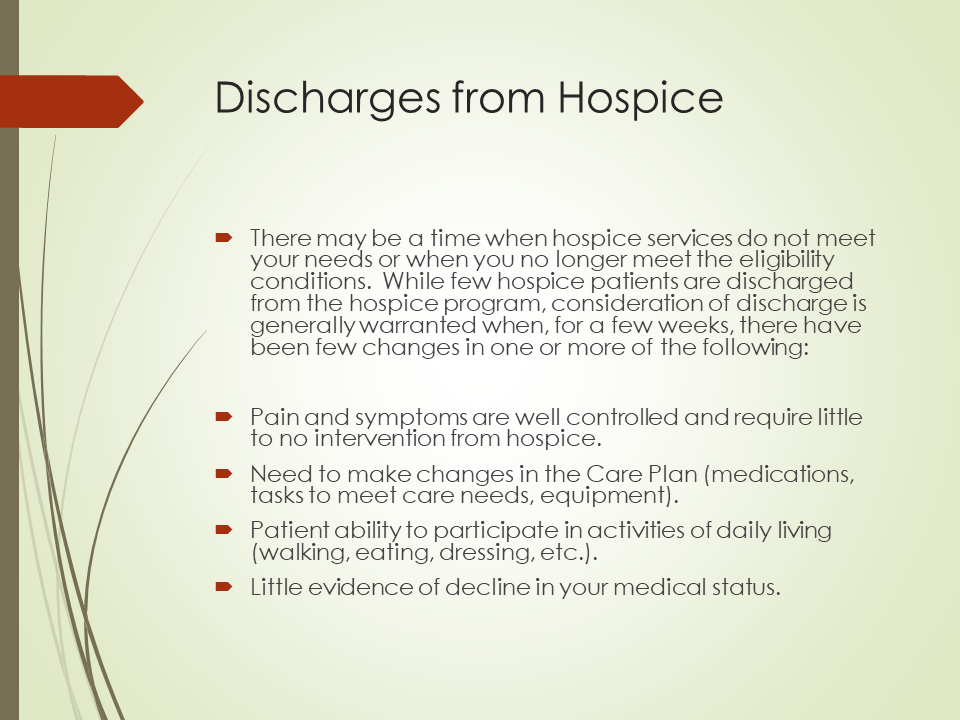 Discharges from Hospice
There may be a time when hospice services do not meet
your needs or when you no longer meet the eligibility
conditions.  While few hospice patients are discharged
from the hospice program, consideration of discharge is
generally warranted when, for a few weeks, there have
been few changes in one or more of the following:
Pain and symptoms are well controlled and require little
to no intervention from hospice.
Need to make changes in the Care Plan (medications,
tasks to meet care needs, equipment).
Patient ability to participate in activities of daily living
(walking, eating, dressing, etc.).
Little evidence of decline in your medical status.